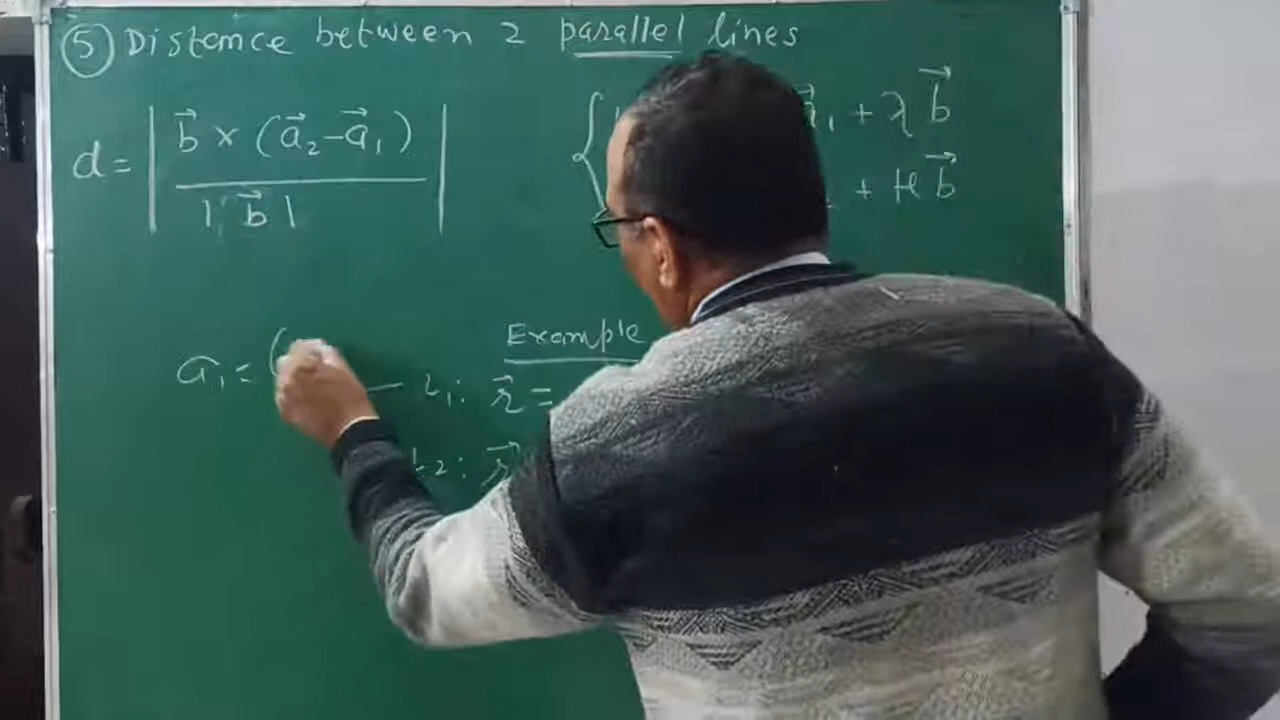 ⑤ Distance between 2 parallel lines
d = | b⃗ × (a⃗₂ - a⃗₁) / | b⃗ | |
{ a⃗₁ + λ b⃗
+ μ b⃗
Example
a₁ = (
L₁: r⃗ =
L₂: r⃗